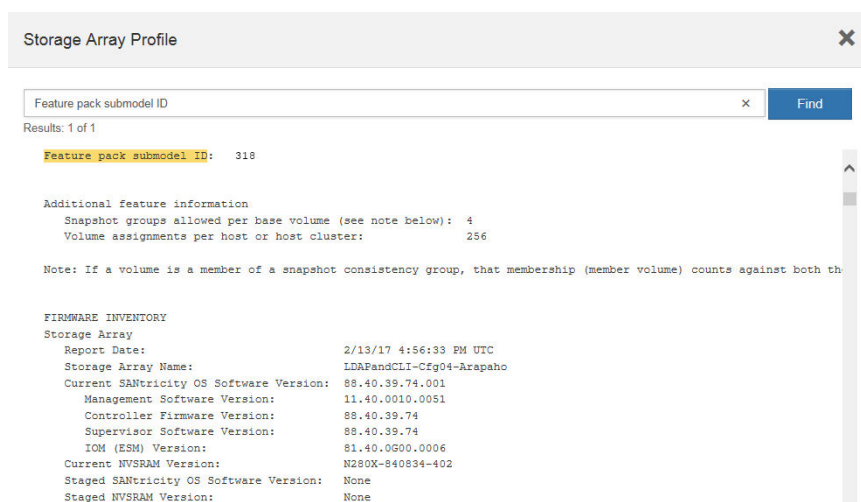 Storage Array Profile
Feature pack submodel ID
Find
Results: 1 of 1
Feature pack submodel ID: 318
Additional feature information
Snapshot groups allowed per base volume (see note below): 4
Volume assignments per host or host cluster: 256
Note: If a volume is a member of a snapshot consistency group, that membership (member volume) counts against both th
FIRMWARE INVENTORY
Storage Array
Report Date: 2/13/17 4:56:33 PM UTC
Storage Array Name: LDAPandCLI-Cfg04-Arapaho
Current SANtricity OS Software Version: 88.40.39.74.001
Management Software Version: 11.40.0010.0051
Controller Firmware Version: 88.40.39.74
Supervisor Software Version: 88.40.39.74
IOM (ESM) Version: 81.40.0G00.0006
Current NVSRAM Version: N280X-840834-402
Staged SANtricity OS Software Version: None
Staged NVSRAM Version: None